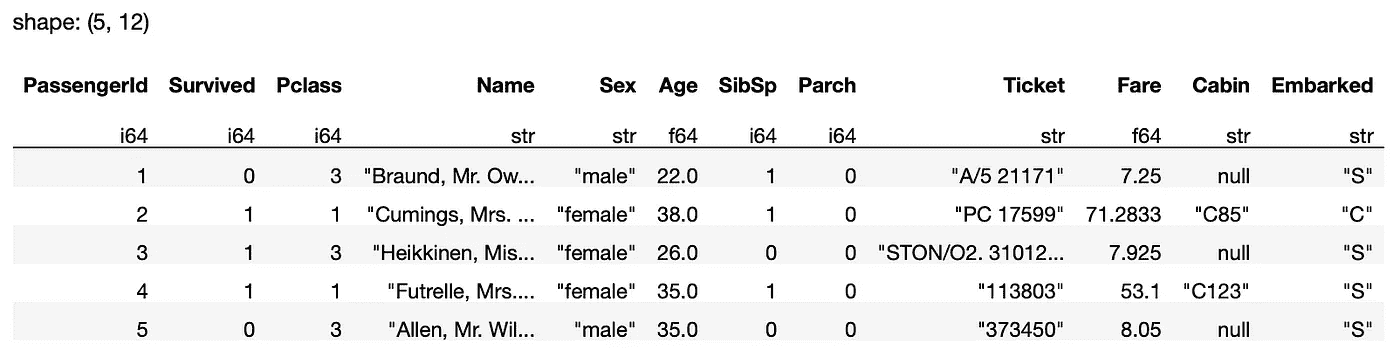 shape: (5, 12)
PassengerId Survived Pclass Name Sex Age SibSp Parch Ticket Fare Cabin Embarked
i64 i64 i64 str str f64 i64 i64 str f64 str str
1 0 3 "Braund, Mr. Ow... "male" 22.0 1 0 "A/5 21171" 7.25 null "S"
2 1 1 "Cumings, Mrs. ... "female" 38.0 1 0 "PC 17599" 71.2833 "C85" "C"
3 1 3 "Heikkinen, Mis... "female" 26.0 0 0 "STON/O2. 31012... 7.925 null "S"
4 1 1 "Futrelle, Mrs.... "female" 35.0 1 0 "113803" 53.1 "C123" "S"
5 0 3 "Allen, Mr. Wil... "male" 35.0 0 0 "373450" 8.05 null "S"